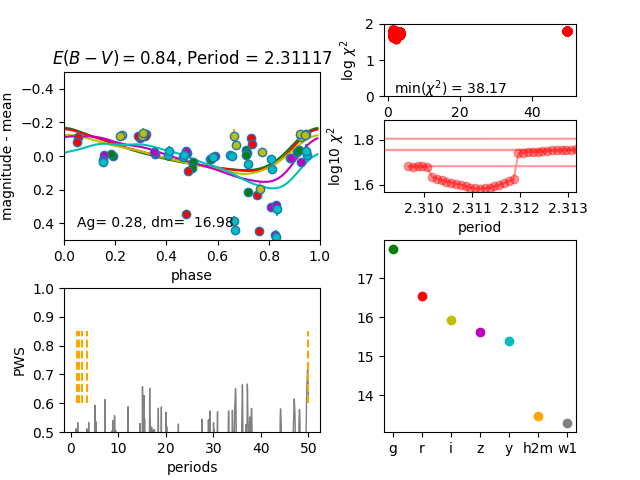 E(B − V) = 0.84, Period = 2.31117
magnitude - mean
−0.4
−0.2
0.0
0.2
0.4
Ag= 0.28, dm=  16.98
0.0 0.2 0.4 0.6 0.8 1.0
phase
log χ²
2
1
0
min(χ²) = 38.17
0 20 40
log10 χ²
1.8
1.6
2.310 2.311 2.312 2.313
period
PWS
1.0
0.9
0.8
0.7
0.6
0.5
0 10 20 30 40 50
periods
17
16
15
14
g r i z y h2m w1